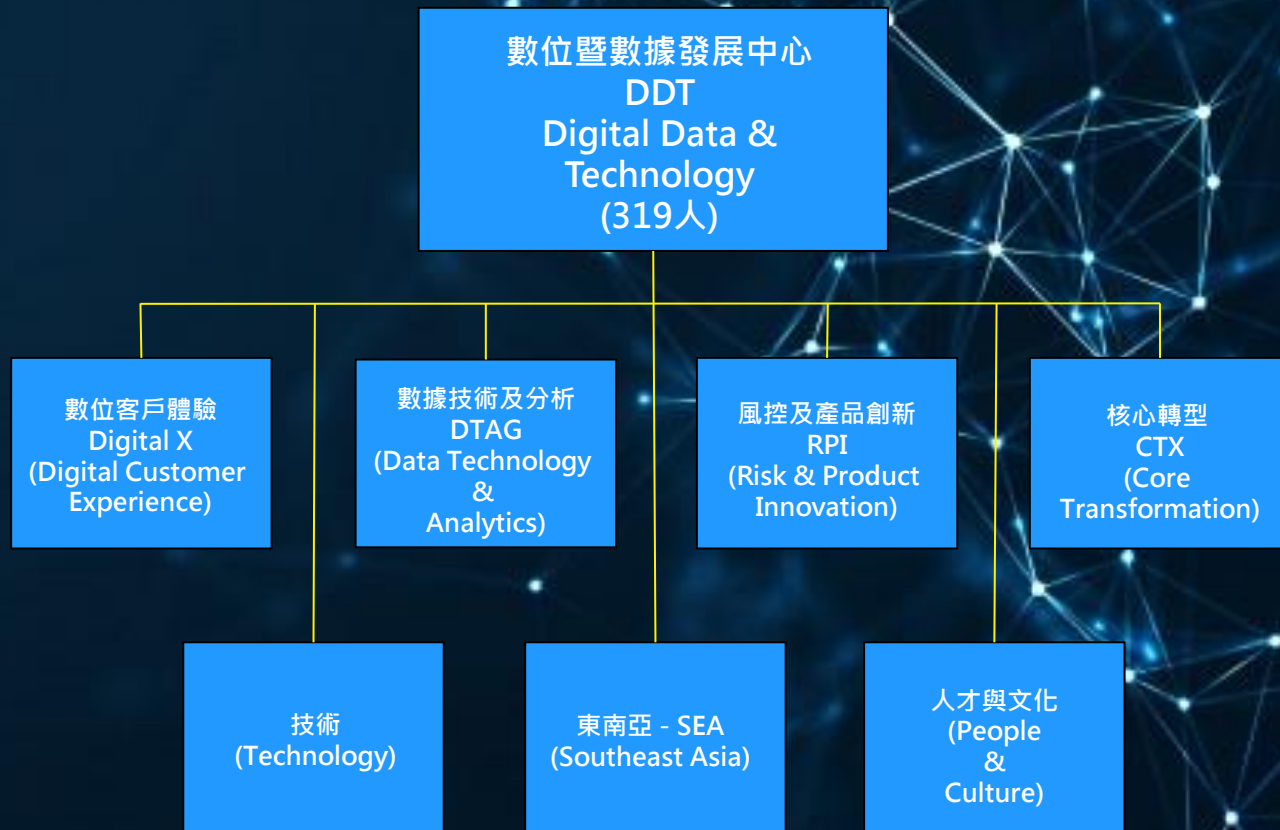 數位暨數據發展中心
DDT
Digital Data &
Technology
(319人)
數位客戶體驗
Digital X
(Digital Customer
Experience)
數據技術及分析
DTAG
(Data Technology
&
Analytics)
風控及產品創新
RPI
(Risk & Product
Innovation)
核心轉型
CTX
(Core
Transformation)
技術
(Technology)
東南亞 - SEA
(Southeast Asia)
人才與文化
(People
&
Culture)